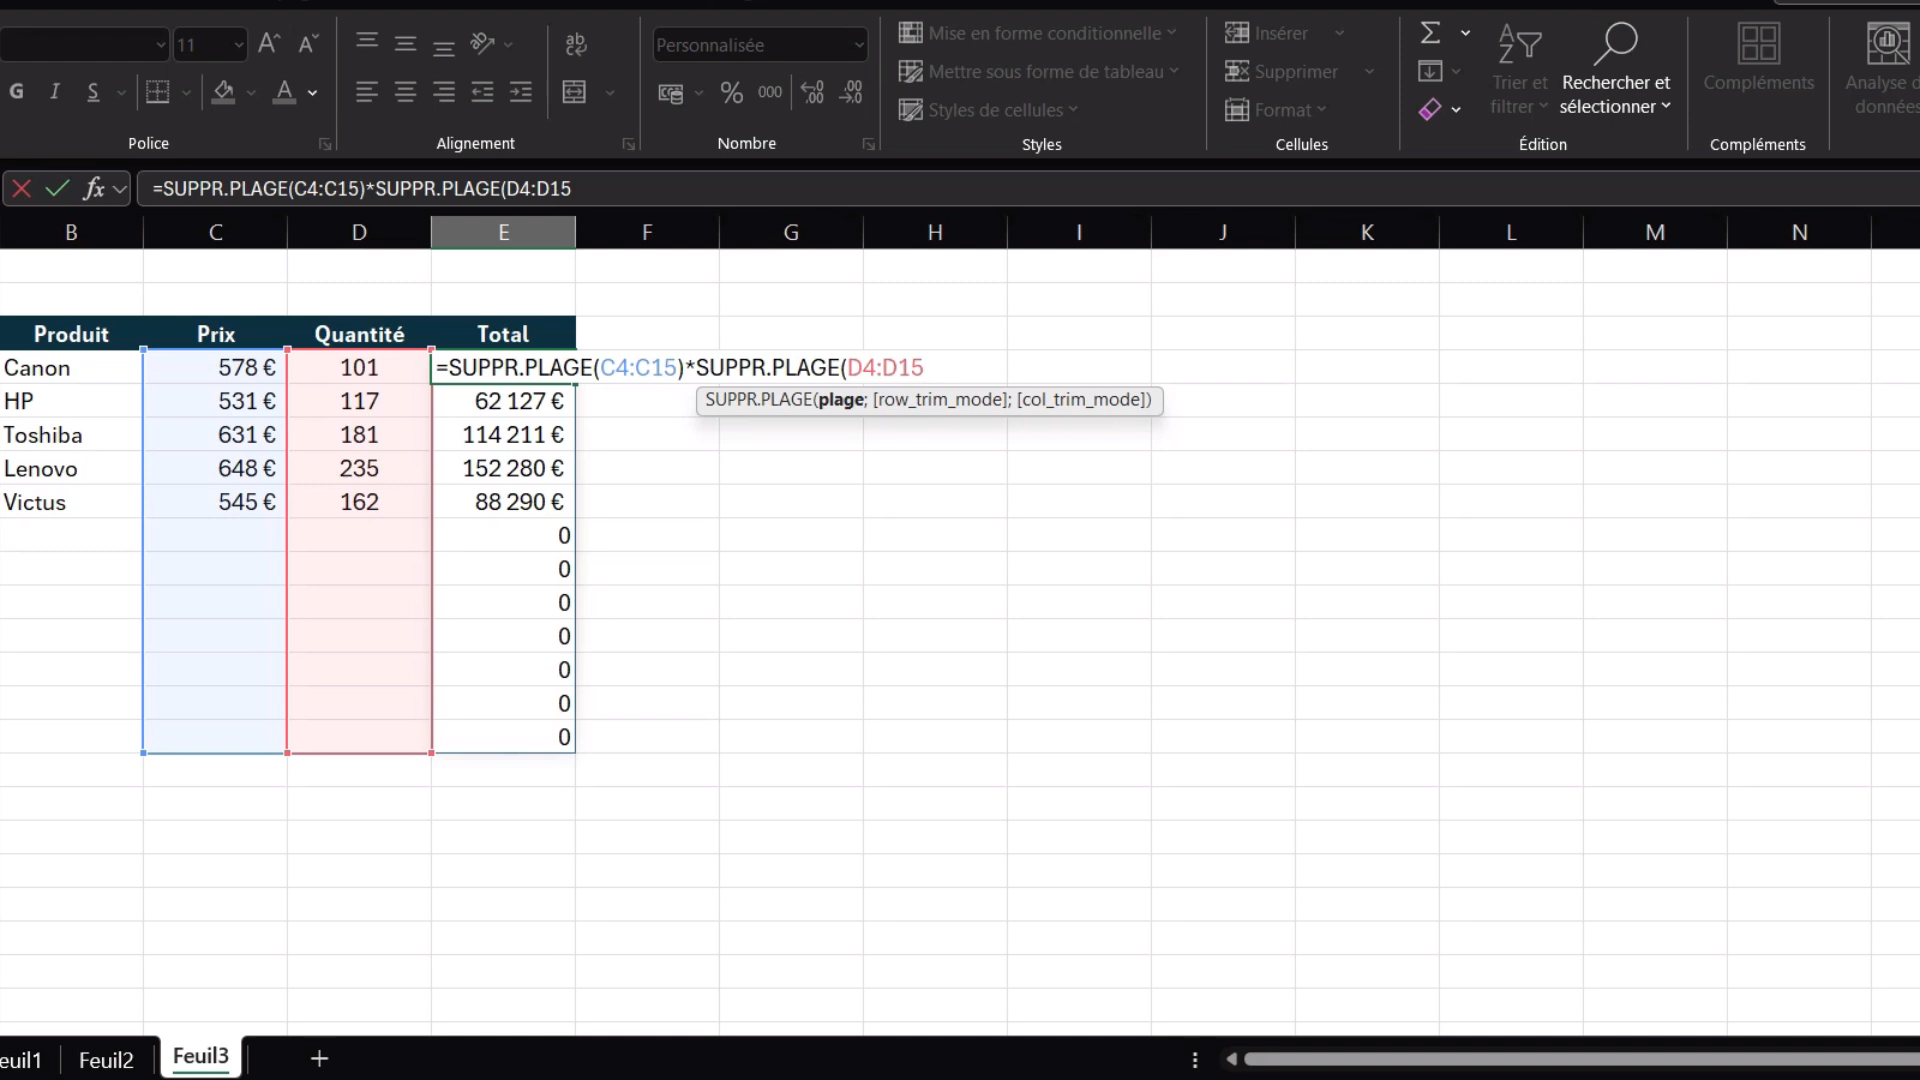 11
Personnalisée
Mise en forme conditionnelle
Insérer
Mettre sous forme de tableau
Supprimer
Trier et
filtrer
Rechercher et
sélectionner
Compléments
Analyse d
données
G I S
% 000
Styles de cellules
Format
Police
Alignement
Nombre
Styles
Cellules
Édition
Compléments
fx =SUPPR.PLAGE(C4:C15)*SUPPR.PLAGE(D4:D15
B C D E F G H I J K L M N
Produit Prix Quantité Total
Canon 578 € 101 =SUPPR.PLAGE(C4:C15)*SUPPR.PLAGE(D4:D15
SUPPR.PLAGE(plage; [row_trim_mode]; [col_trim_mode])
HP 531 € 117 62 127 €
Toshiba 631 € 181 114 211 €
Lenovo 648 € 235 152 280 €
Victus 545 € 162 88 290 €
0
0
0
0
0
0
0
euil1 Feuil2 Feuil3 +